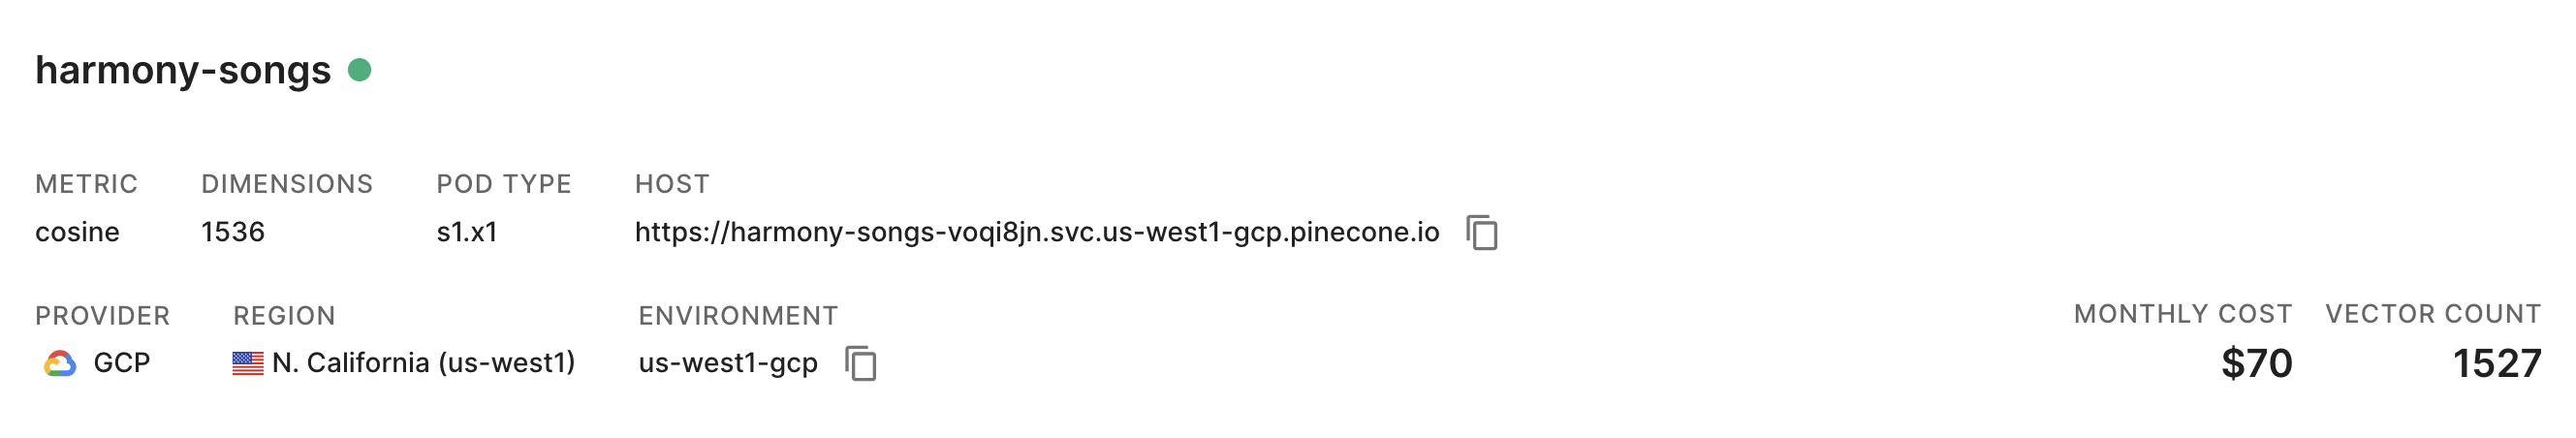 harmony-songs
METRIC DIMENSIONS POD TYPE HOST
cosine 1536 s1.x1 https://harmony-songs-voqi8jn.svc.us-west1-gcp.pinecone.io
PROVIDER REGION ENVIRONMENT MONTHLY COST VECTOR COUNT
GCP N. California (us-west1) us-west1-gcp $70 1527